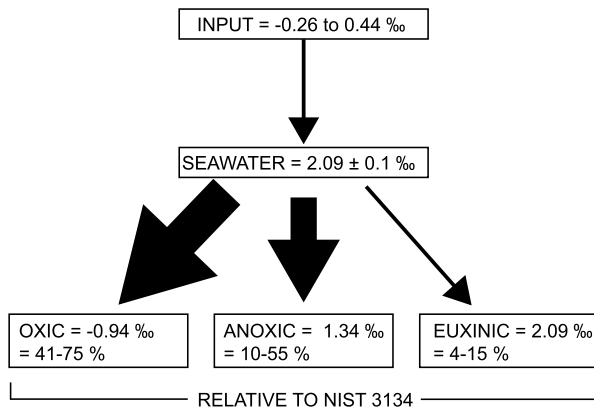 INPUT = -0.26 to 0.44 ‰
SEAWATER = 2.09 ± 0.1 ‰
OXIC = -0.94 ‰
= 41-75 %
ANOXIC = 1.34 ‰
= 10-55 %
EUXINIC = 2.09 ‰
= 4-15 %
RELATIVE TO NIST 3134